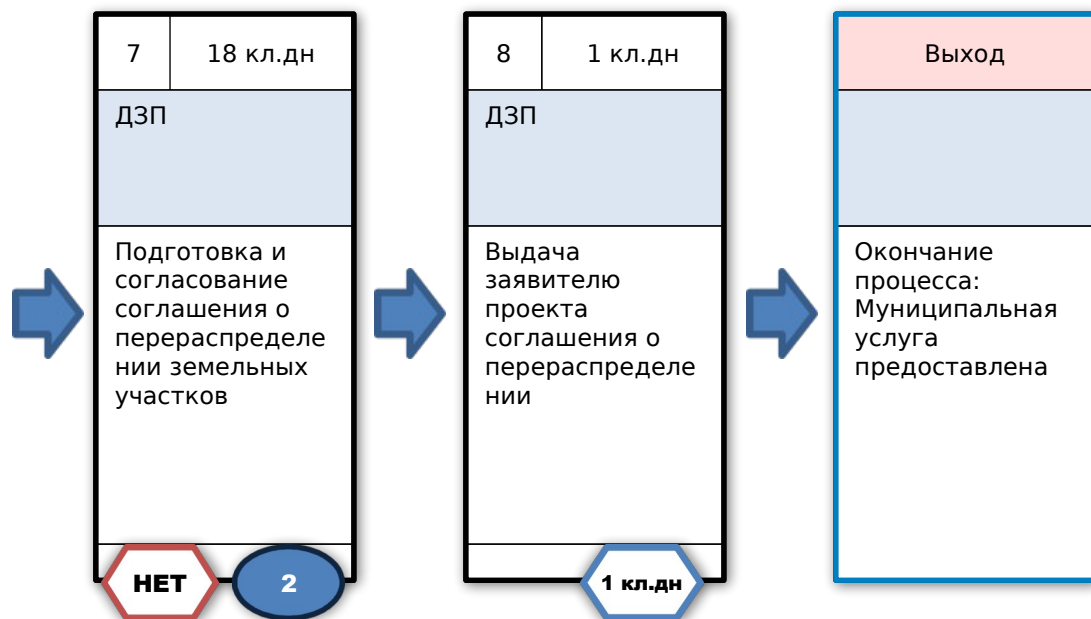 7
18 кл.дн
ДЗП
Подготовка и
согласование
соглашения о
перераспределе
нии земельных
участков
НЕТ
2
8
1 кл.дн
ДЗП
Выдача
заявителю
проекта
соглашения о
перераспределе
нии
1 кл.дн
Выход
Окончание
процесса:
Муниципальная
услуга
предоставлена